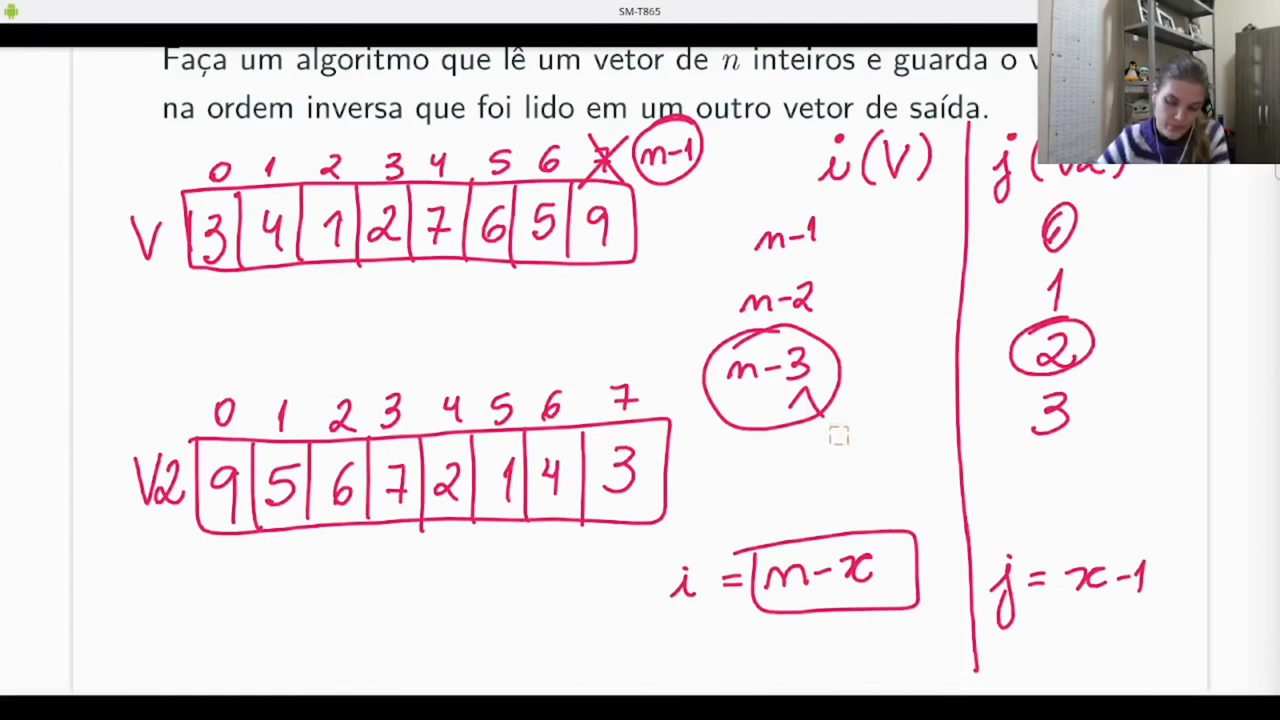 SM-T865
Faça um algoritmo que lê um vetor de n inteiros e guarda o
na ordem inversa que foi lido em um outro vetor de saída.
0 1 2 3 4 5 6 7 n-1
V 3 4 1 2 7 6 5 9
i (V)
n-1 0
n-2 1
n-3 2
3
0 1 2 3 4 5 6 7
V2 9 5 6 7 2 1 4 3
i = n-x j = x-1